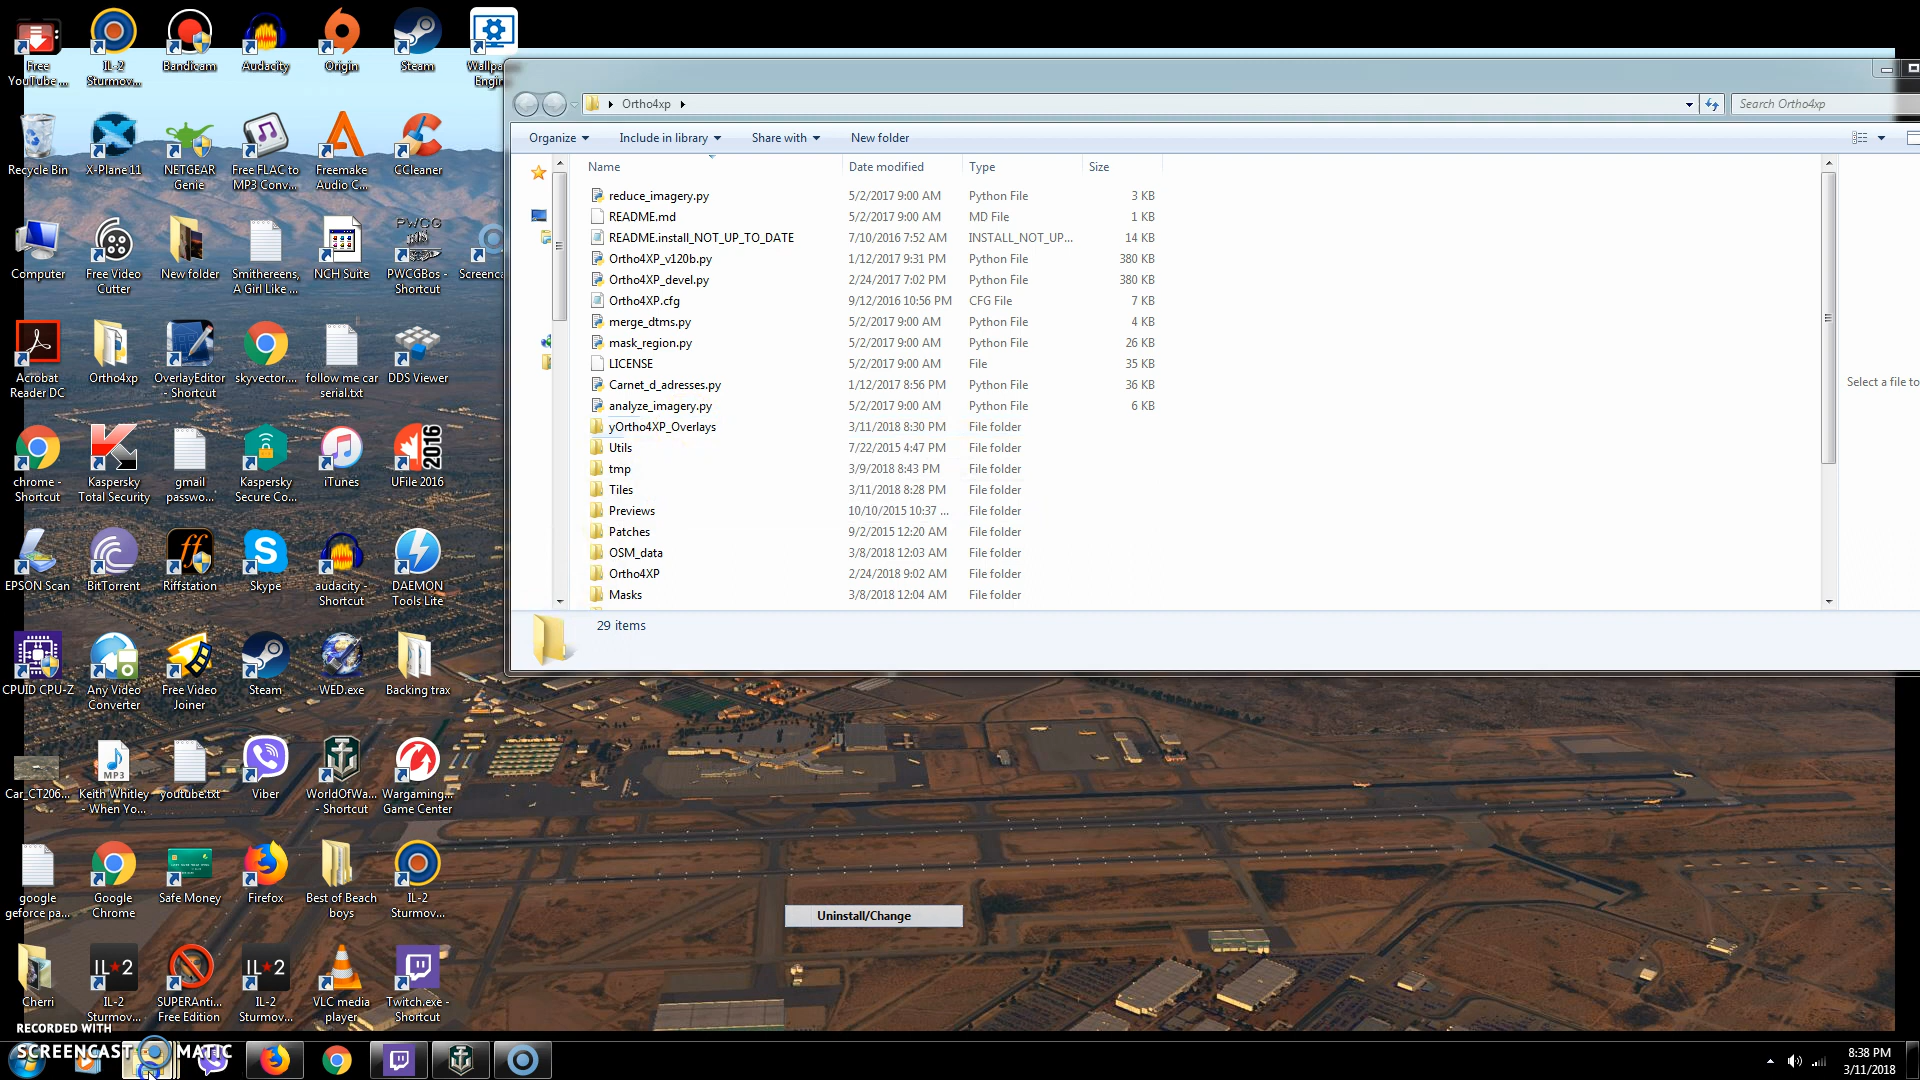 Free
YouTube ...
IL-2
Sturmov...
Bandicam
Audacity
Origin
Steam
Wallpa
Engin
Recycle Bin
X-Plane 11
NETGEAR
Genie
Free FLAC to
MP3 Conv...
Freemake
Audio C...
CCleaner
Computer
Free Video
Cutter
New folder
Smithereens,
A Girl Like ...
NCH Suite
PWCG
PWCGBos -
Shortcut
Screenca
Acrobat
Reader DC
Ortho4xp
OverlayEditor
- Shortcut
skyvector....
follow me car
serial.txt
DDS Viewer
chrome -
Shortcut
Kaspersky
Total Security
gmail
passwo...
Kaspersky
Secure Co...
iTunes
2016
UFile 2016
EPSON Scan
BitTorrent
Riffstation
Skype
audacity -
Shortcut
DAEMON
Tools Lite
CPUID CPU-Z
Any Video
Converter
Free Video
Joiner
Steam
WED.exe
Backing trax
Car_CT206...
MP3
Keith Whitley
- When Yo...
youtube.txt
Viber
WorldOfWa...
- Shortcut
Wargaming...
Game Center
google
geforce pa...
Google
Chrome
Safe Money
Firefox
Best of Beach
boys
IL-2
Sturmov...
Cherri
IL★2
IL-2
Sturmov...
SUPERAnti...
Free Edition
IL★2
IL-2
Sturmov...
VLC media
player
Twitch.exe -
Shortcut
Ortho4xp
Search Ortho4xp
Organize
Include in library
Share with
New folder
Name
Date modified
Type
Size
reduce_imagery.py 5/2/2017 9:00 AM Python File 3 KB
README.md 5/2/2017 9:00 AM MD File 1 KB
README.install_NOT_UP_TO_DATE 7/10/2016 7:52 AM INSTALL_NOT_UP... 14 KB
Ortho4XP_v120b.py 1/12/2017 9:31 PM Python File 380 KB
Ortho4XP_devel.py 2/24/2017 7:02 PM Python File 380 KB
Ortho4XP.cfg 9/12/2016 10:56 PM CFG File 7 KB
merge_dtms.py 5/2/2017 9:00 AM Python File 4 KB
mask_region.py 5/2/2017 9:00 AM Python File 26 KB
LICENSE 5/2/2017 9:00 AM File 35 KB
Carnet_d_adresses.py 1/12/2017 8:56 PM Python File 36 KB
analyze_imagery.py 5/2/2017 9:00 AM Python File 6 KB
yOrtho4XP_Overlays 3/11/2018 8:30 PM File folder
Utils 7/22/2015 4:47 PM File folder
tmp 3/9/2018 8:43 PM File folder
Tiles 3/11/2018 8:28 PM File folder
Previews 10/10/2015 10:37 ... File folder
Patches 9/2/2015 12:20 AM File folder
OSM_data 3/8/2018 12:03 AM File folder
Ortho4XP 2/24/2018 9:02 AM File folder
Masks 3/8/2018 12:04 AM File folder
Select a file to
29 items
Uninstall/Change
RECORDED WITH
SCREENCAST MATIC
8:38 PM
3/11/2018